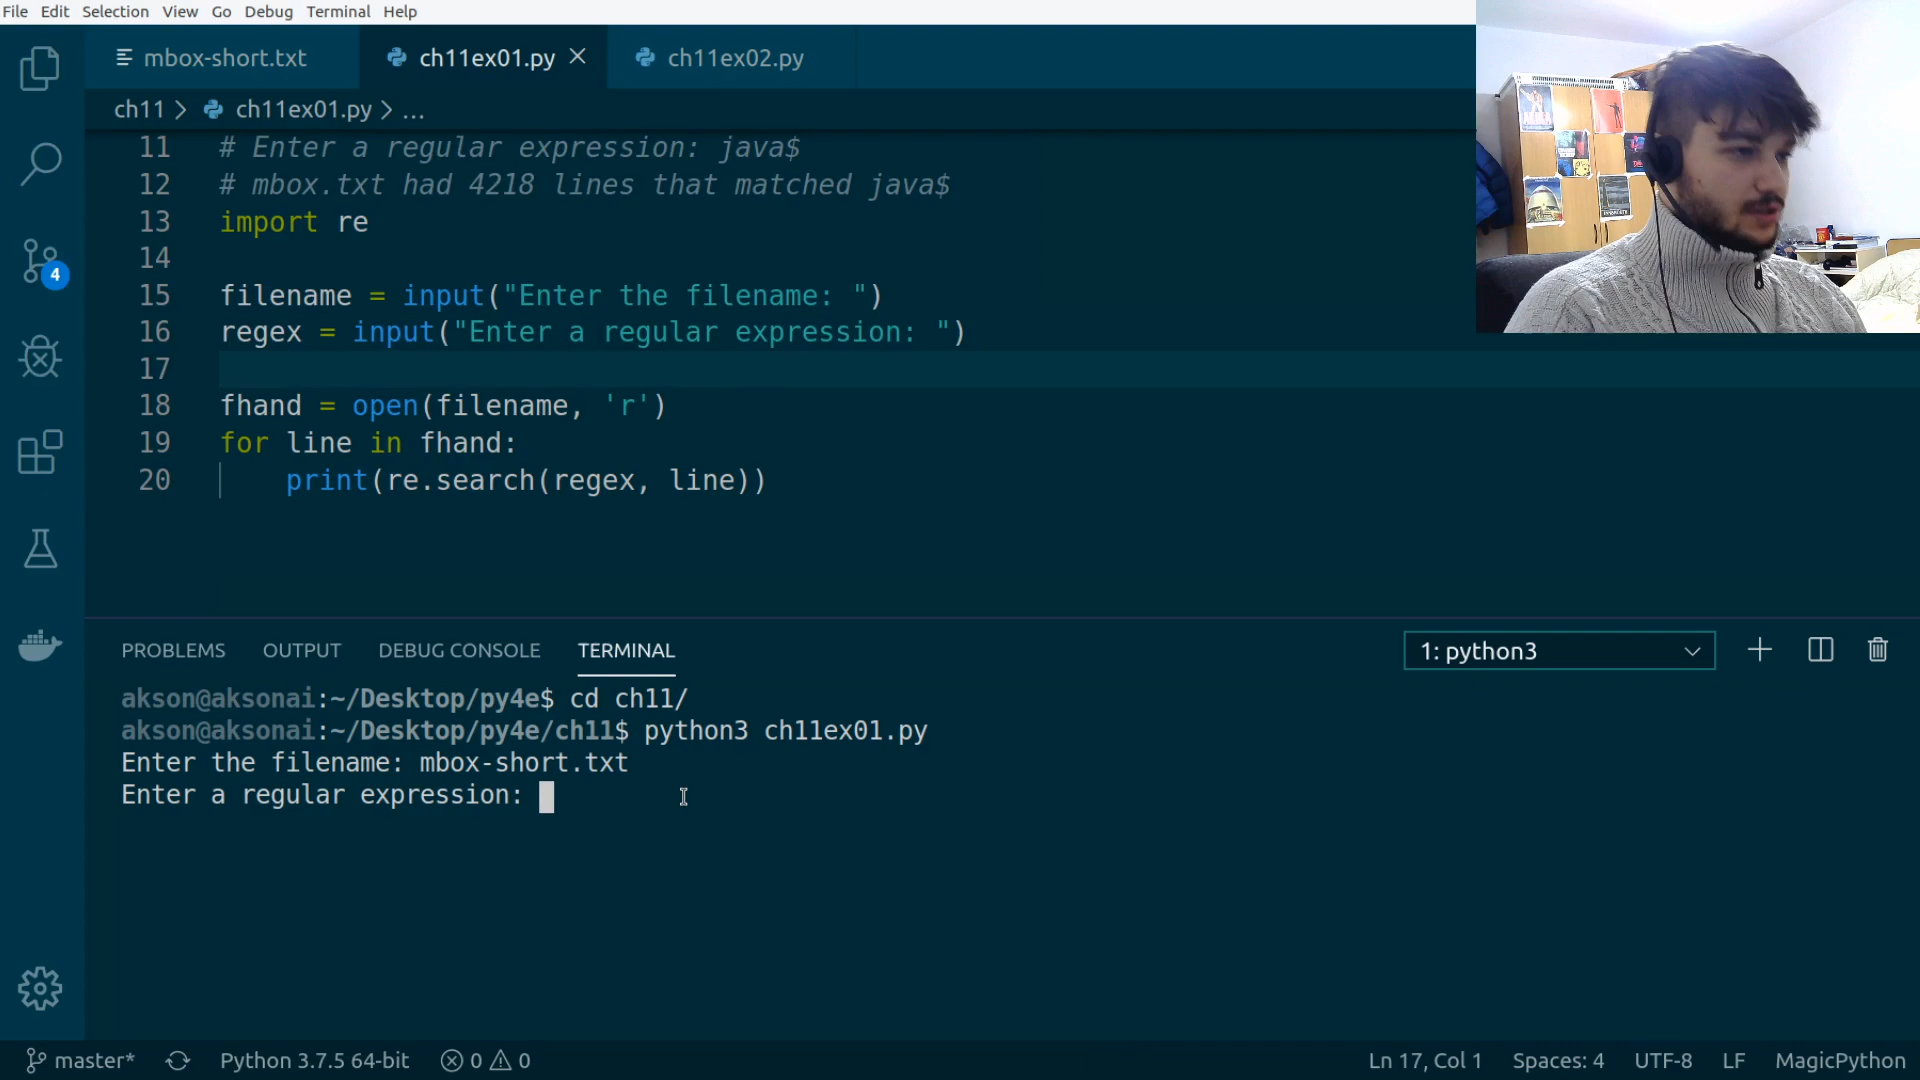 File Edit Selection View Go Debug Terminal Help
mbox-short.txt ch11ex01.py ch11ex02.py
ch11 > ch11ex01.py > ...
11 # Enter a regular expression: java$
12 # mbox.txt had 4218 lines that matched java$
13 import re
14
15 filename = input("Enter the filename: ")
16 regex = input("Enter a regular expression: ")
17
18 fhand = open(filename, 'r')
19 for line in fhand:
20 print(re.search(regex, line))
4
PROBLEMS OUTPUT DEBUG CONSOLE TERMINAL 1: python3
akson@aksonai:~/Desktop/py4e$ cd ch11/
akson@aksonai:~/Desktop/py4e/ch11$ python3 ch11ex01.py
Enter the filename: mbox-short.txt
Enter a regular expression:
master* Python 3.7.5 64-bit 0 0 Ln 17, Col 1 Spaces: 4 UTF-8 LF MagicPython